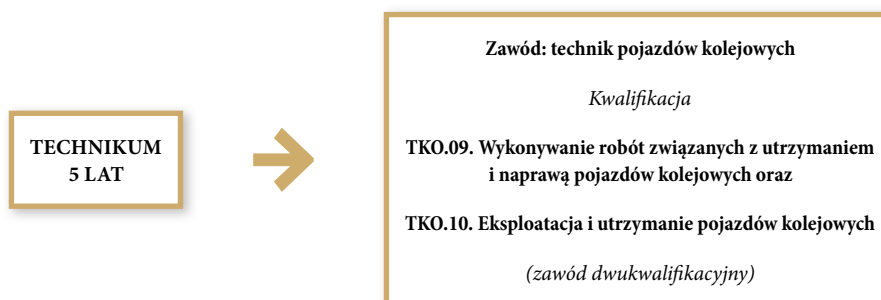 TECHNIKUM
5 LAT
Zawód: technik pojazdów kolejowych
Kwalifikacja
TKO.09. Wykonywanie robót związanych z utrzymaniem
i naprawą pojazdów kolejowych oraz
TKO.10. Eksploatacja i utrzymanie pojazdów kolejowych
(zawód dwukwalifikacyjny)